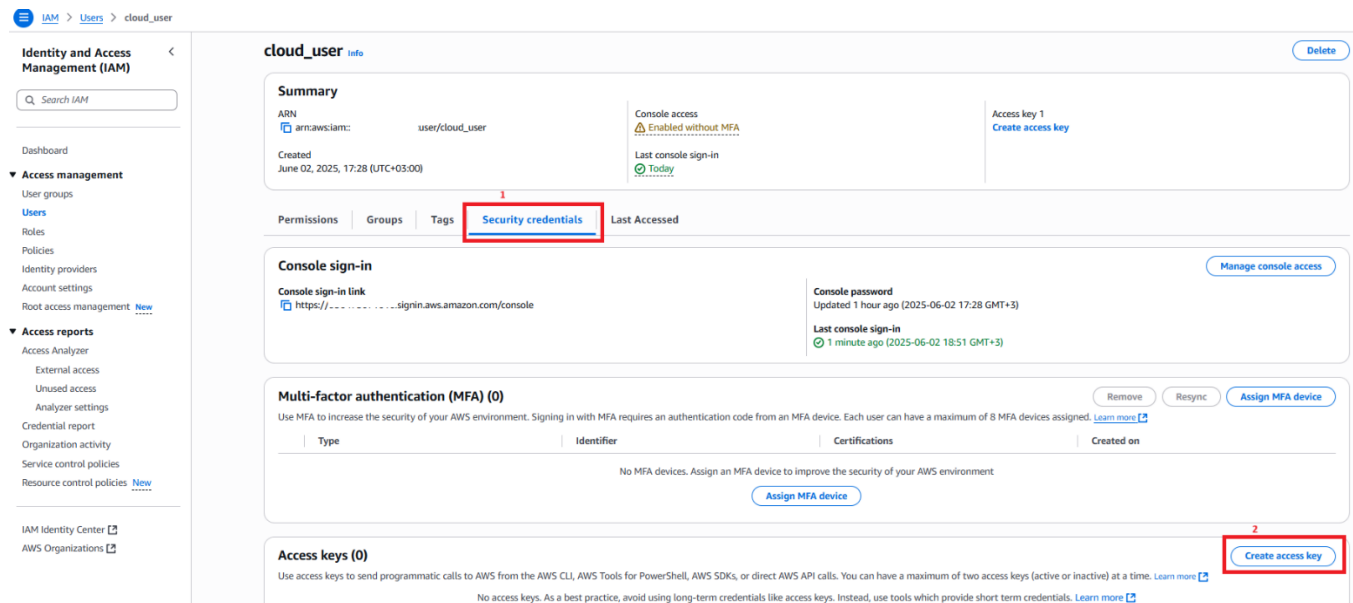 IAM > Users > cloud_user
Identity and Access Management (IAM)
Search IAM
Dashboard
Access management
User groups
Users
Roles
Policies
Identity providers
Account settings
Root access management New
Access reports
Access Analyzer
External access
Unused access
Analyzer settings
Credential report
Organization activity
Service control policies
Resource control policies New
IAM Identity Center
AWS Organizations
cloud_user Info
Delete
Summary
ARN
arn:aws:iam:: :user/cloud_user
Console access
Enabled without MFA
Access key 1
Create access key
Created
June 02, 2025, 17:28 (UTC+03:00)
Last console sign-in
Today
1
Permissions Groups Tags Security credentials Last Accessed
Console sign-in
Manage console access
Console sign-in link
https:// .signin.aws.amazon.com/console
Console password
Updated 1 hour ago (2025-06-02 17:28 GMT+3)
Last console sign-in
1 minute ago (2025-06-02 18:51 GMT+3)
Multi-factor authentication (MFA) (0)
Remove Resync Assign MFA device
Use MFA to increase the security of your AWS environment. Signing in with MFA requires an authentication code from an MFA device. Each user can have a maximum of 8 MFA devices assigned. Learn more
Type Identifier Certifications Created on
No MFA devices. Assign an MFA device to improve the security of your AWS environment
Assign MFA device
2
Access keys (0)
Create access key
Use access keys to send programmatic calls to AWS from the AWS CLI, AWS Tools for PowerShell, AWS SDKs, or direct AWS API calls. You can have a maximum of two access keys (active or inactive) at a time. Learn more
No access keys. As a best practice, avoid using long-term credentials like access keys. Instead, use tools which provide short term credentials. Learn more